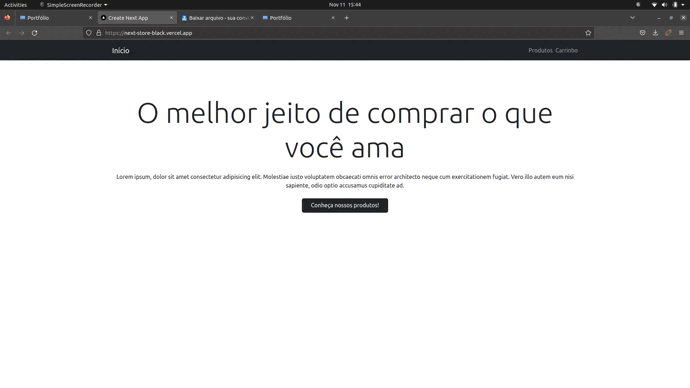 Activities SimpleScreenRecorder Nov 11 15:44
Portfólio Create Next App Baixar arquivo - sua conv Portfólio
https://next-store-black.vercel.app
Início Produtos Carrinho
O melhor jeito de comprar o que
você ama
Lorem ipsum, dolor sit amet consectetur adipisicing elit. Molestiae iusto voluptatem obcaecati omnis error architecto neque cum exercitationem fugiat. Vero illo autem eum nisi
sapiente, odio optio accusamus cupiditate ad.
Conheça nossos produtos!